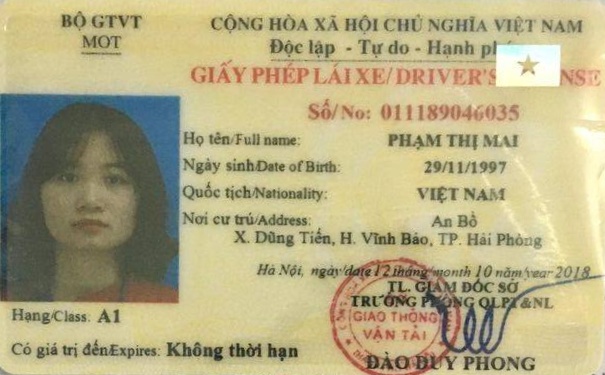 BỘ GTVT
MOT
CỘNG HÒA XÃ HỘI CHỦ NGHĨA VIỆT NAM
Độc lập - Tự do - Hạnh
GIẤY PHÉP LÁI XE/ DRIVER'S
Số/ No: 011189046035
Họ tên/Full name: PHẠM THỊ MAI
Ngày sinh/Date of Birth: 29/11/1997
Quốc tịch/Nationality: VIỆT NAM
Nơi cư trú/Address: An Bồ
X. Dũng Tiến, H. Vĩnh Bảo, TP. Hải Phòng
Hà Nội, ngày/date 12 tháng/month 10 năm/year 2018
TL. GIÁM ĐỐC SỞ
TRƯỞNG PHÒNG QLPT&NL
GIAO THÔNG
VẬN TẢI
Hạng/Class: A1
Có giá trị đến/Expires: Không thời hạn
ĐÀO DUY PHONG